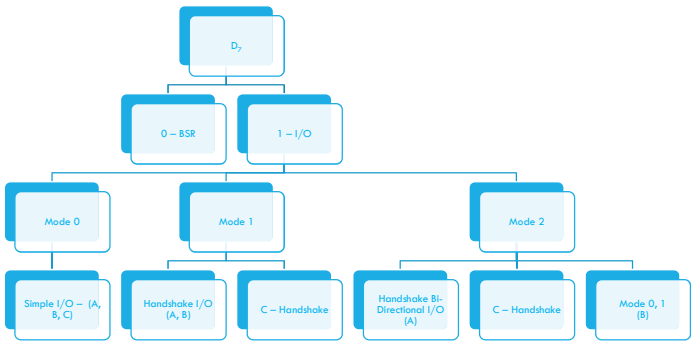 D₇
0 – BSR
1 – I/O
Mode 0
Mode 1
Mode 2
Simple I/O – (A,
B, C)
Handshake I/O
(A, B)
C – Handshake
Handshake Bi-
Directional I/O
(A)
C – Handshake
Mode 0, 1
(B)